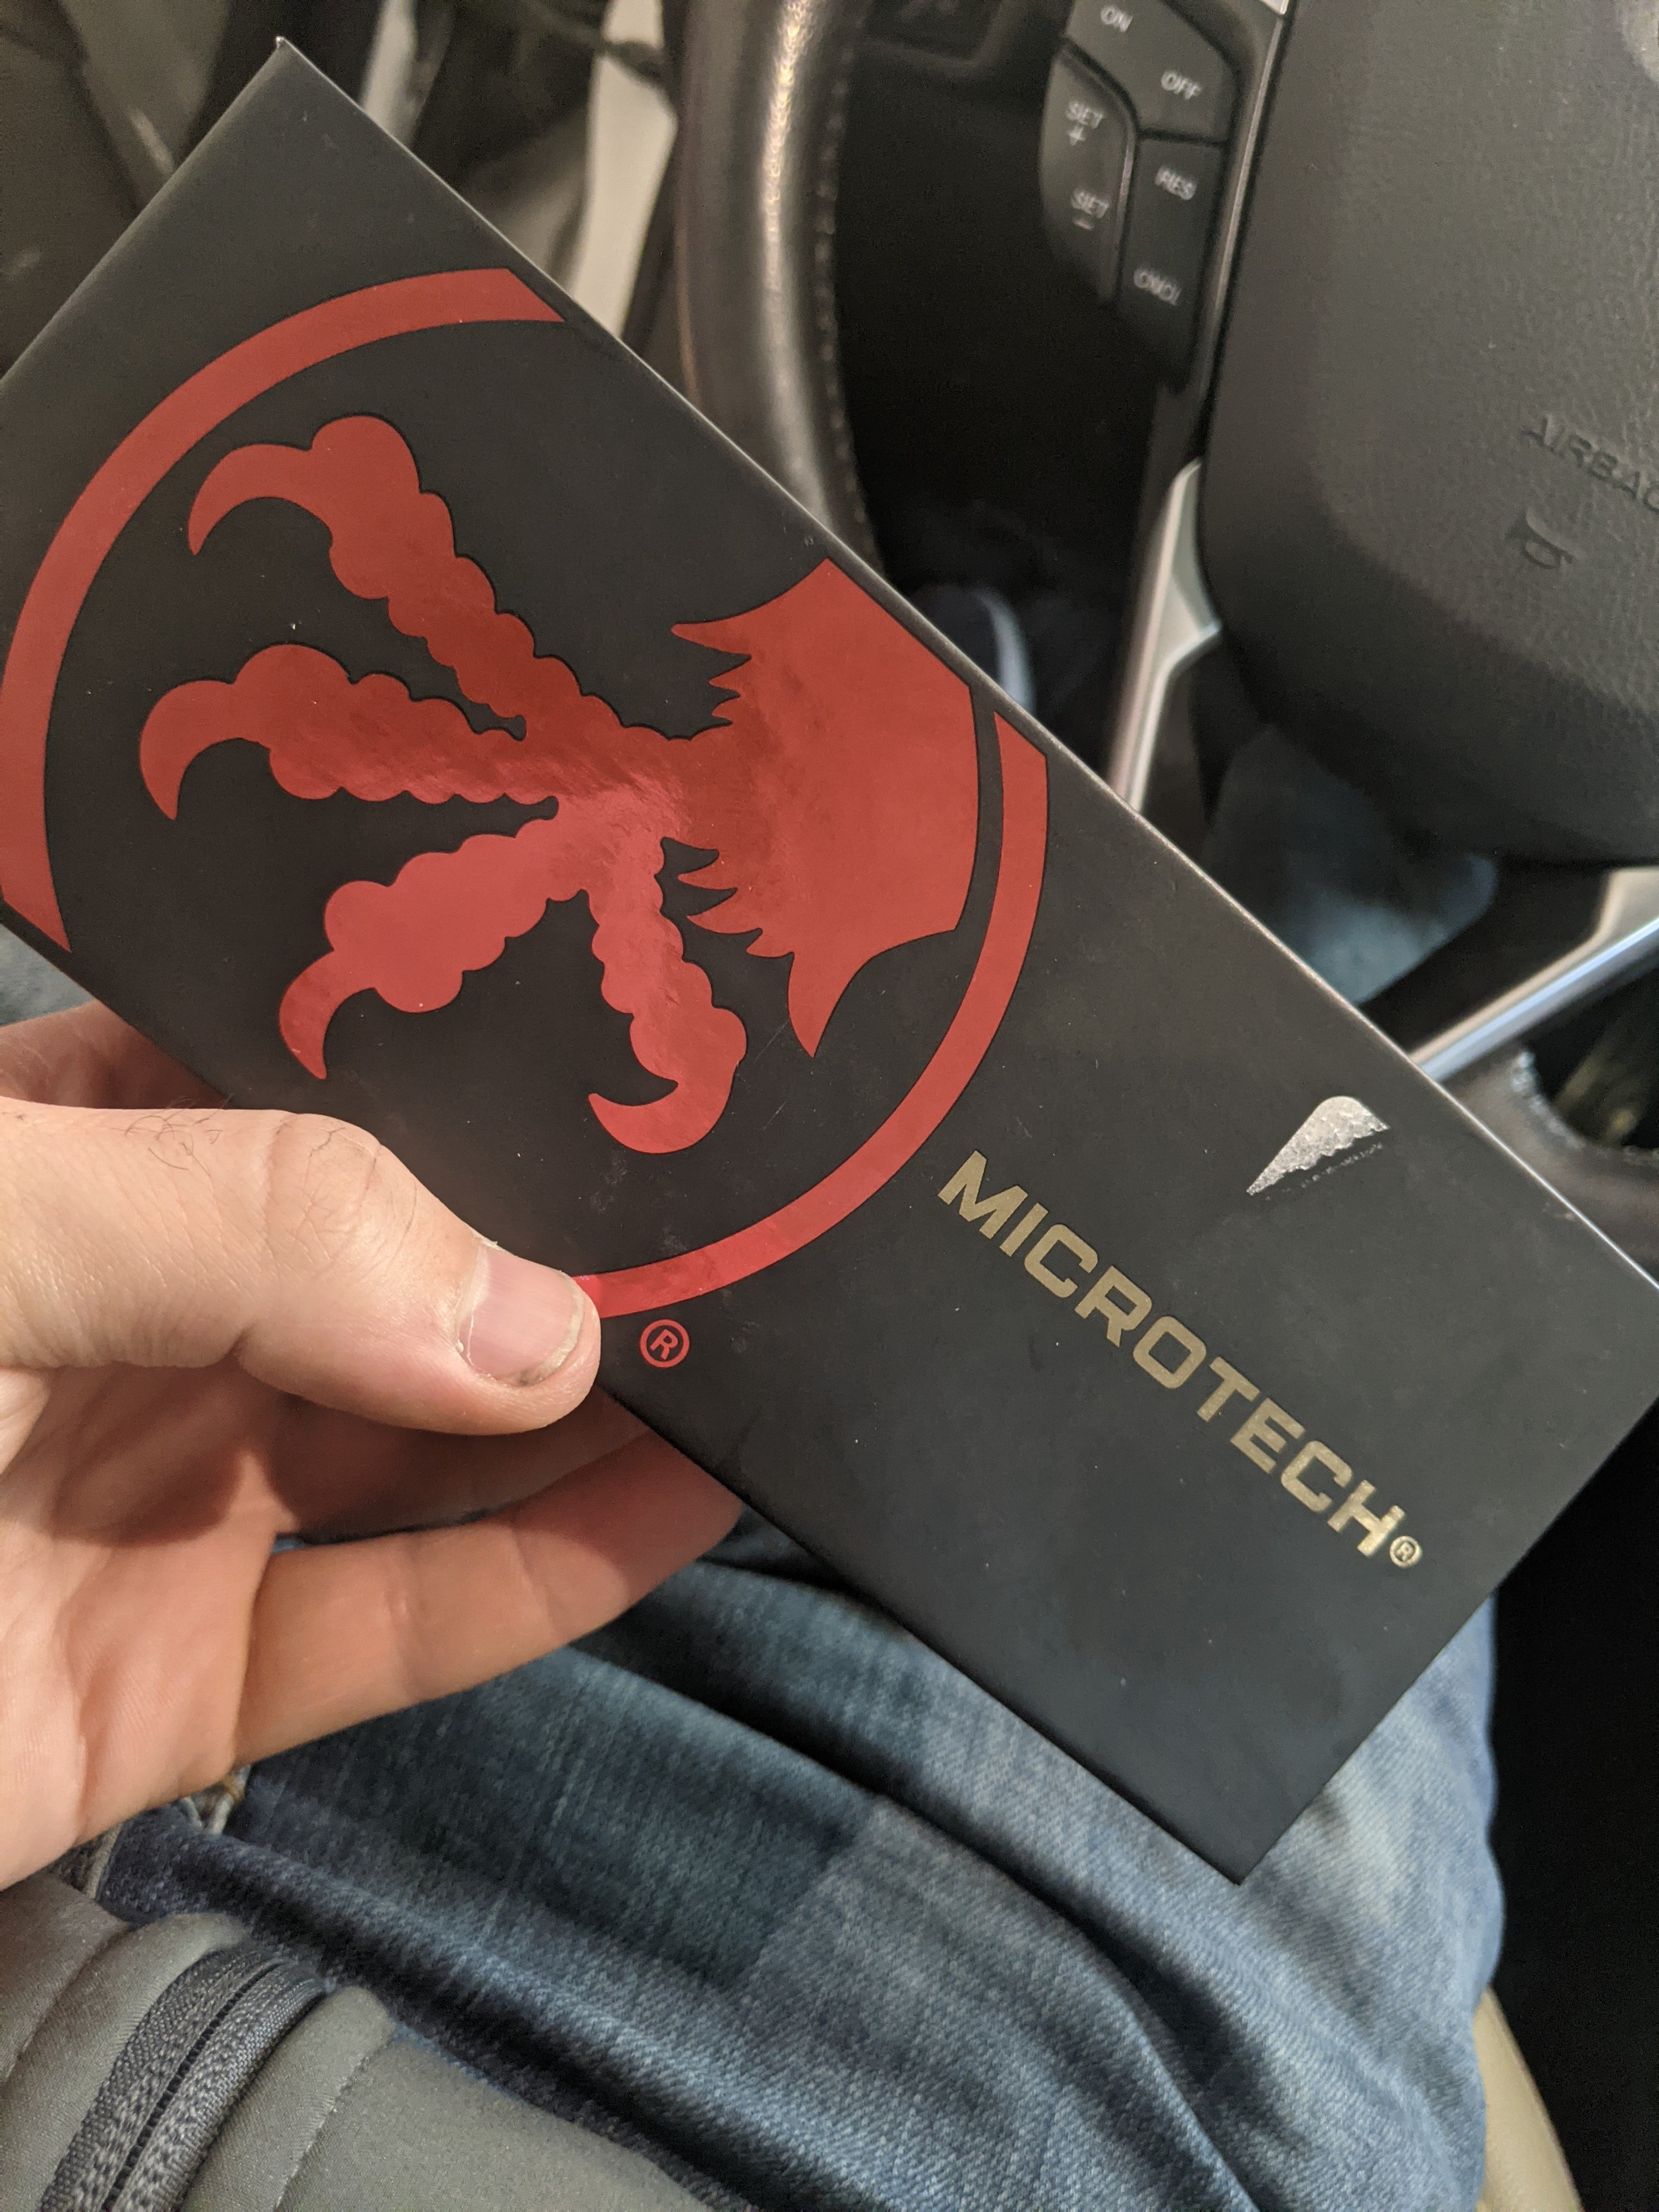 ON
OFF
SET
+
RES
SET
–
CNCL
AIRBAG
MICROTECH®
®